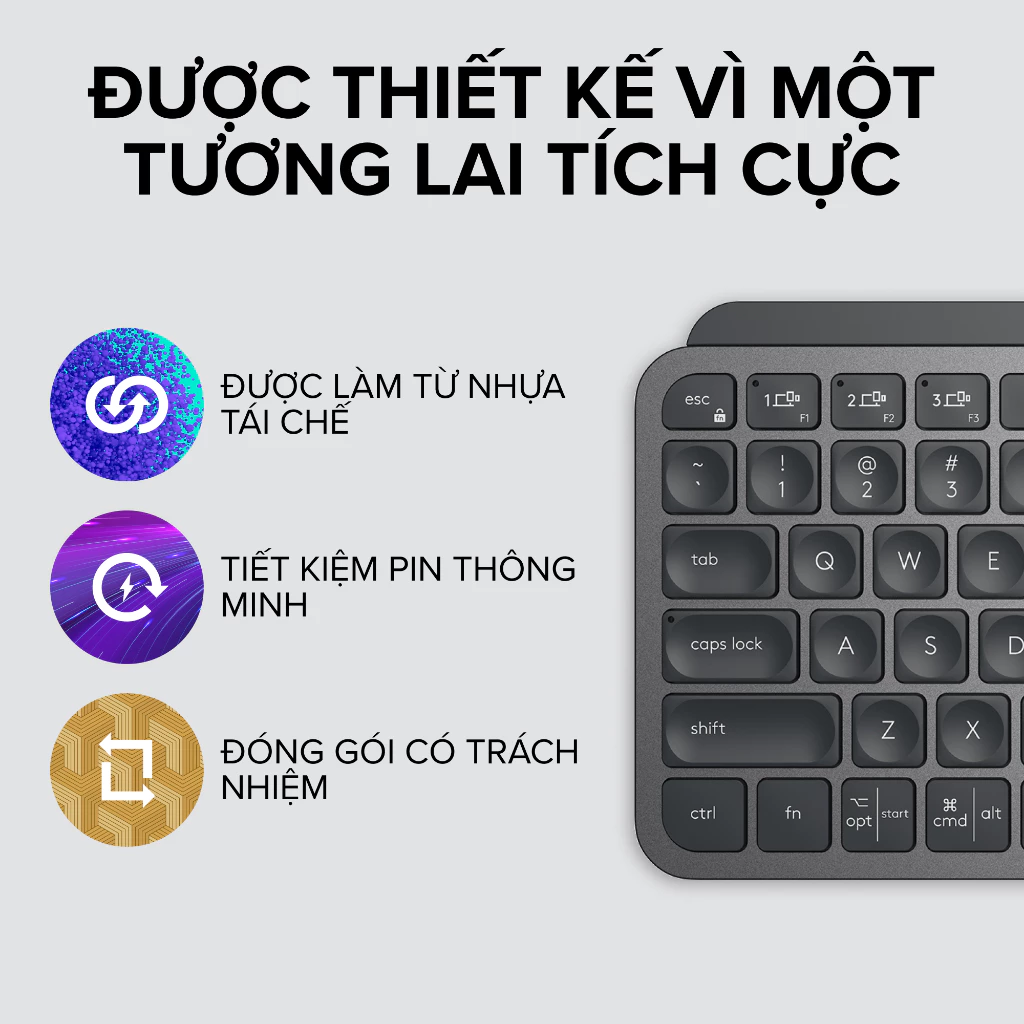 ĐƯỢC THIẾT KẾ VÌ MỘT
TƯƠNG LAI TÍCH CỰC
ĐƯỢC LÀM TỪ NHỰA
TÁI CHẾ
TIẾT KIỆM PIN THÔNG
MINH
ĐÓNG GÓI CÓ TRÁCH
NHIỆM
esc fn 1 F1 2 F2 3 F3
~ ! @ #
` 1 2 3
tab Q W E
caps lock A S D
shift Z X
ctrl fn ⌥ opt start ⌘ cmd alt